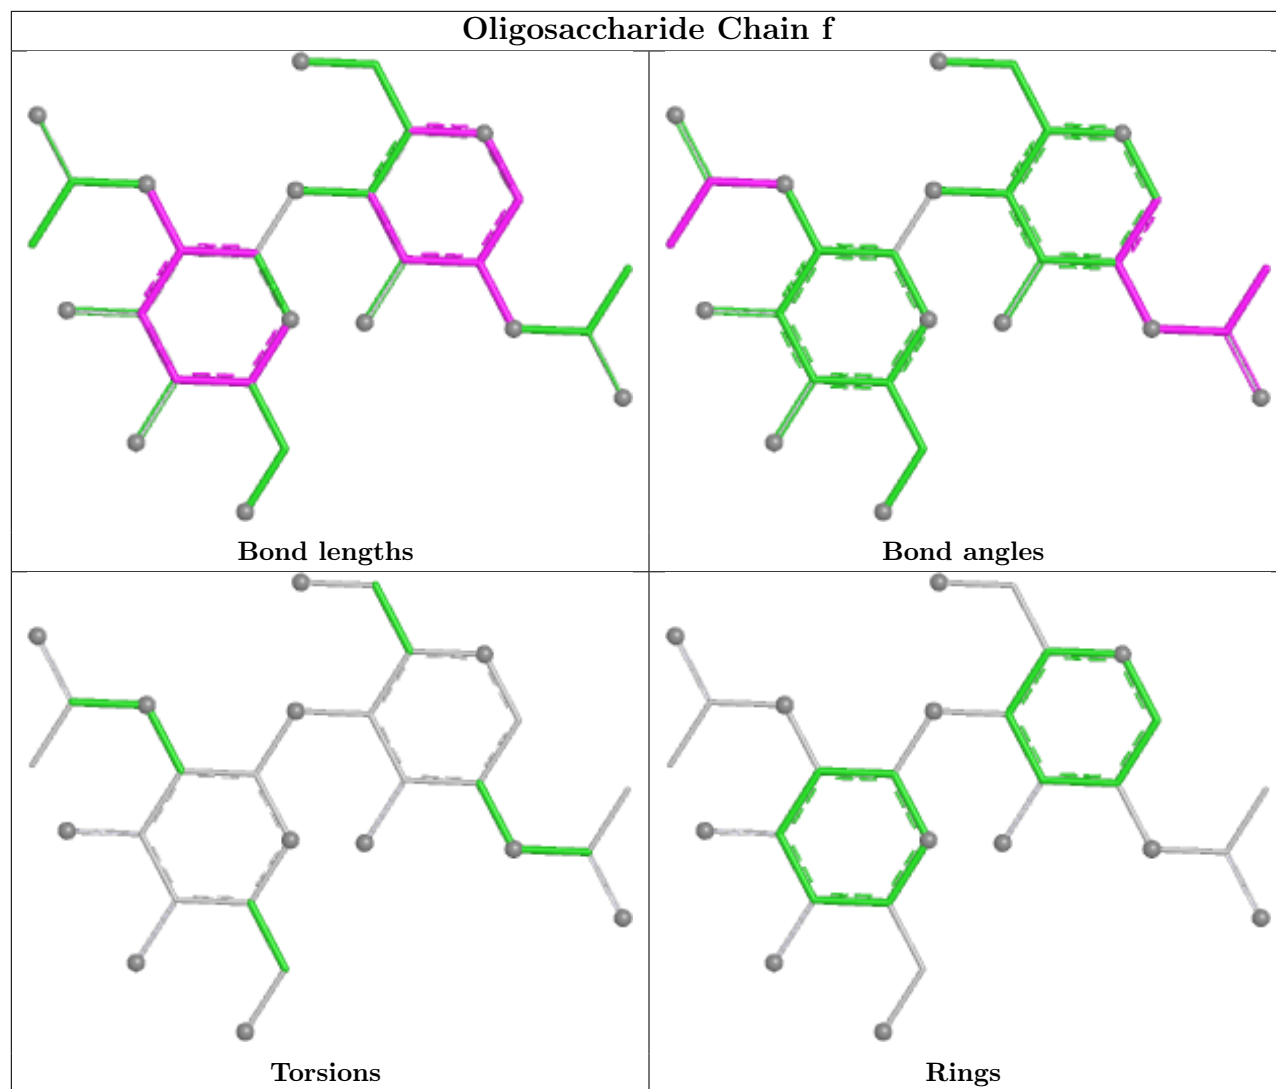 Oligosaccharide Chain f
Bond lengths
Bond angles
Torsions
Rings